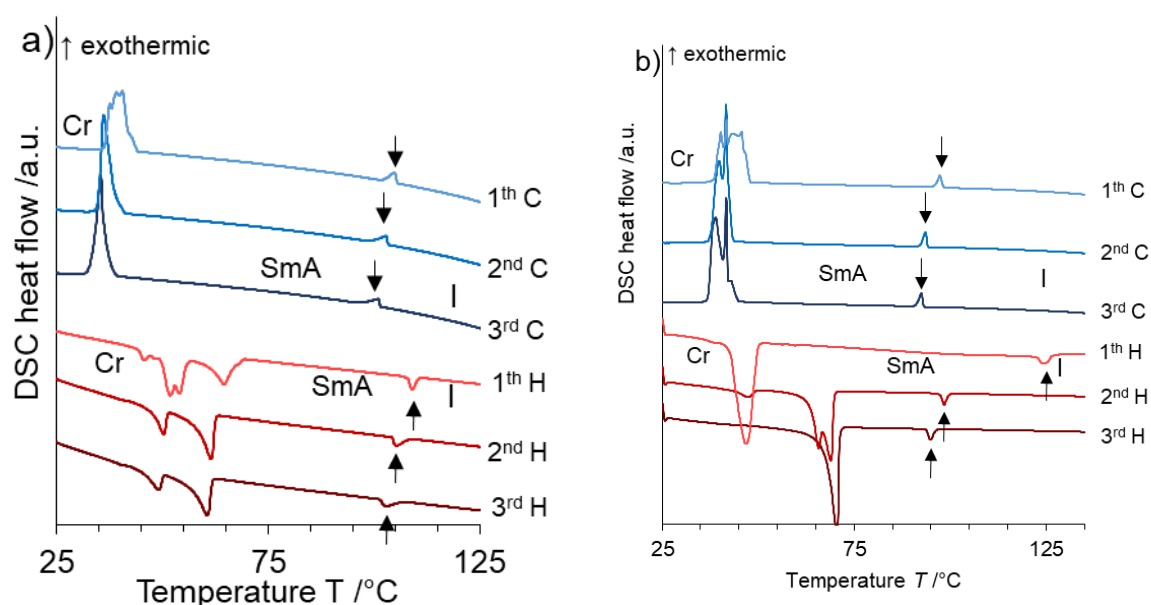 a) ↑ exothermic
DSC heat flow /a.u.
Cr
1th C
2nd C
SmA
I
3rd C
Cr
SmA
I
1th H
2nd H
3rd H
25 75 125
Temperature T /°C
b) ↑ exothermic
DSC heat flow /a.u.
Cr
1th C
2nd C
SmA
I
3rd C
Cr
SmA
I
1th H
2nd H
3rd H
25 75 125
Temperature T /°C